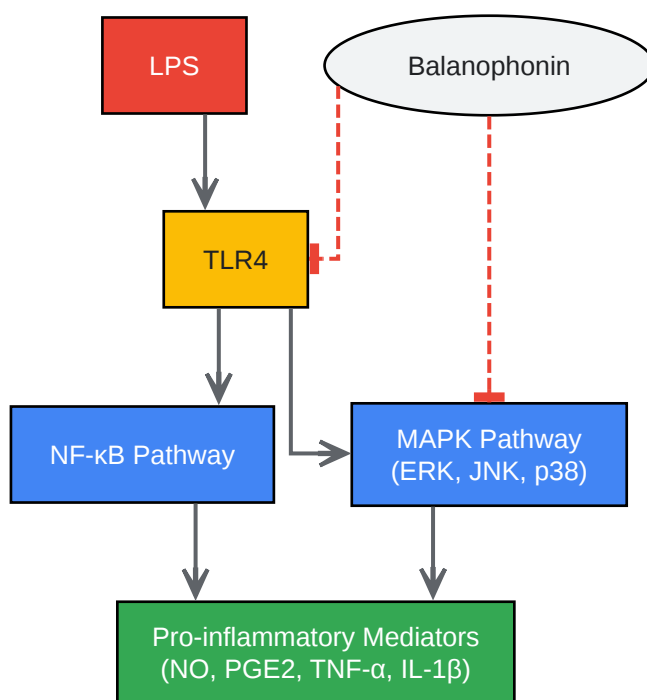 LPS
Balanophonin
TLR4
NF-κB Pathway
MAPK Pathway
(ERK, JNK, p38)
Pro-inflammatory Mediators
(NO, PGE2, TNF-α, IL-1β)